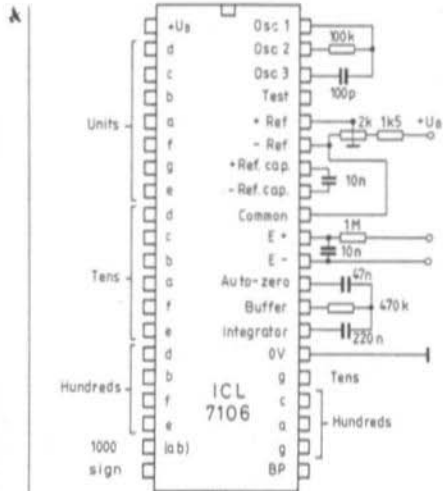 A
+UB
Osc 1
d
Osc 2
100k
c
Osc 3
100p
b
Test
Units
a
+ Ref
2k
1k5
+UB
f
- Ref
g
+Ref. cap.
10n
e
-Ref. cap.
d
Common
c
E +
1M
b
E -
10n
Tens
a
Auto-zero
47n
f
Buffer
470k
e
Integrator
220n
d
0V
b
g
Tens
Hundreds
f
ICL
c
e
7106
a
Hundreds
1000
(ab)
g
sign
BP